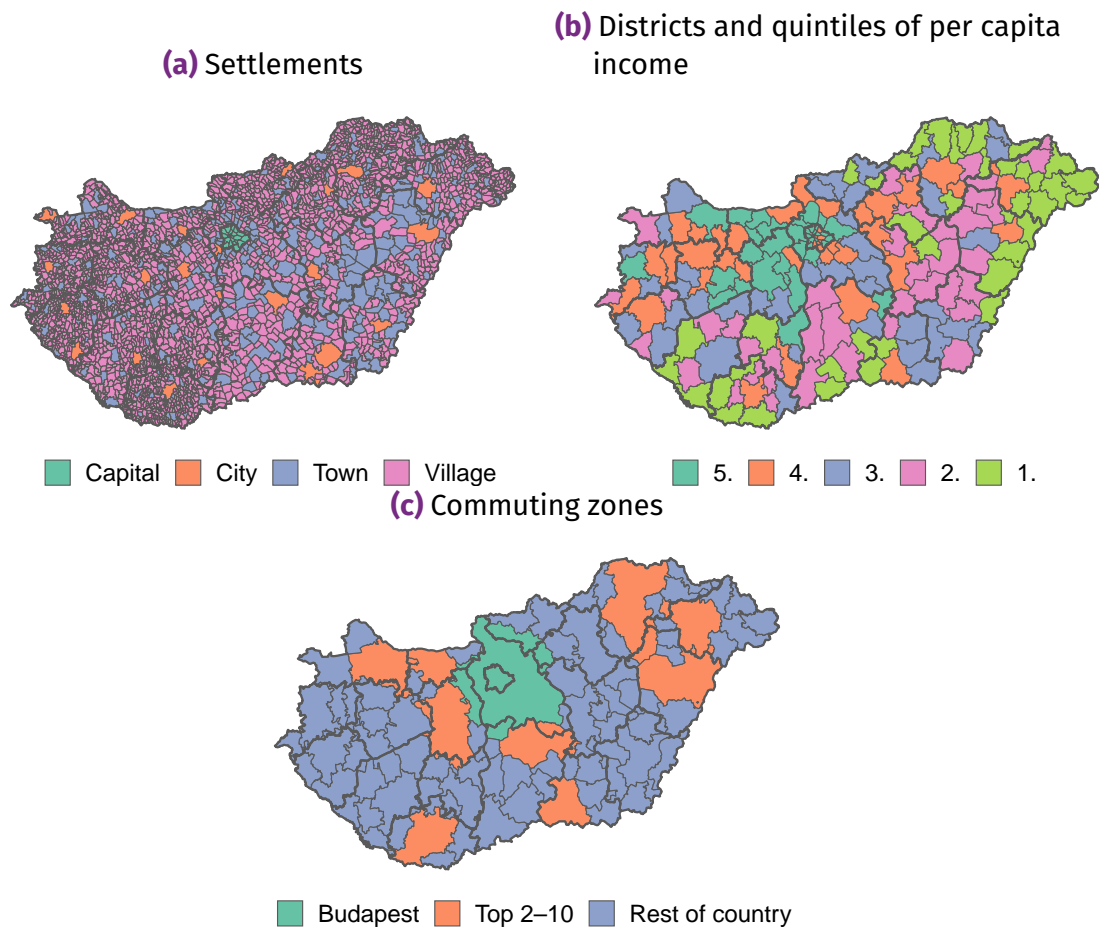 (a) Settlements
(b) Districts and quintiles of per capita
income
Capital City Town Village
5. 4. 3. 2. 1.
(c) Commuting zones
Budapest Top 2–10 Rest of country